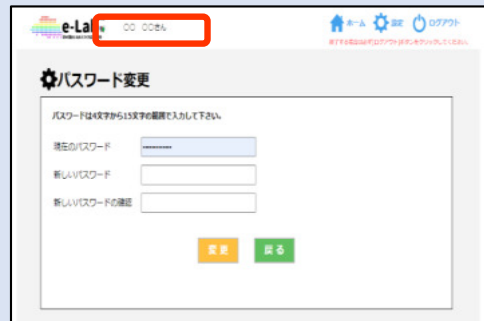 e-Lab
○○ ○○さん
ホーム 設定 ログアウト
パスワード変更
パスワードは4文字から15文字の範囲で入力して下さい。
現在のパスワード
新しいパスワード
新しいパスワードの確認
変更 戻る